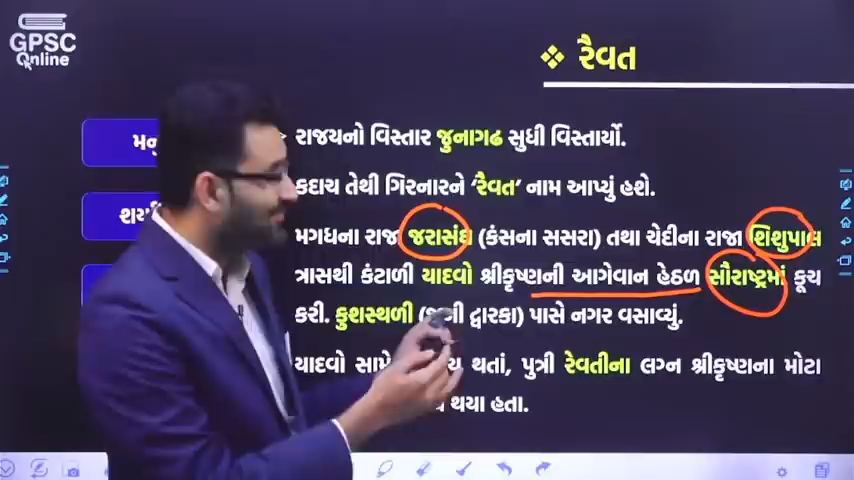 GPSC
Online
❖ રૈવત
રાજ્યનો વિસ્તાર જુનાગઢ સુધી વિસ્તાર્યો.
કદાચ તેથી ગિરનારને ‘રૈવત’ નામ આપ્યું હશે.
મગધના રાજા જરાસંઘ (કંસના સસરા) તથા ચેદીના રાજા શિશુપાલ
ત્રાસથી કંટાળી યાદવો શ્રીકૃષ્ણની આગેવાન હેઠળ સૌરાષ્ટ્રમાં કૂચ
કરી. કુશસ્થળી દ્વારકા) પાસે નગર વસાવ્યું.
યાદવો થતાં, પુત્રી રેવતીના લગ્ન શ્રીકૃષ્ણના મોટા
થયા હતા.